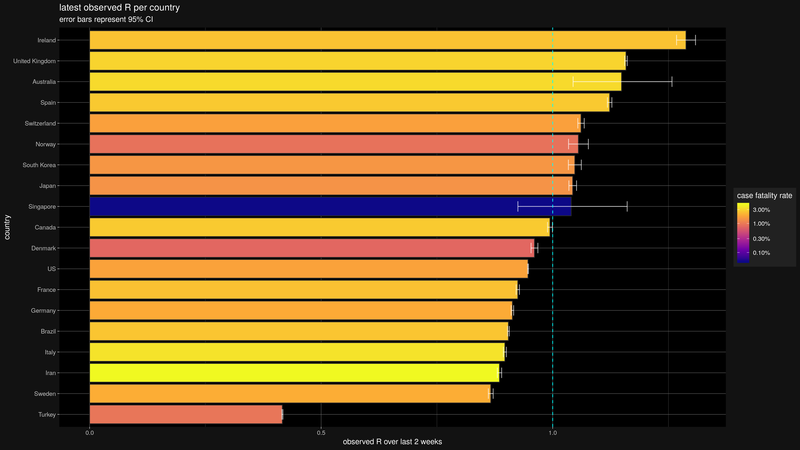 latest observed R per country
error bars represent 95% CI
country
Ireland
United Kingdom
Australia
Spain
Switzerland
Norway
South Korea
Japan
Singapore
Canada
Denmark
US
France
Germany
Brazil
Italy
Iran
Sweden
Turkey
0.0
0.5
1.0
observed R over last 2 weeks
case fatality rate
3.00%
1.00%
0.30%
0.10%